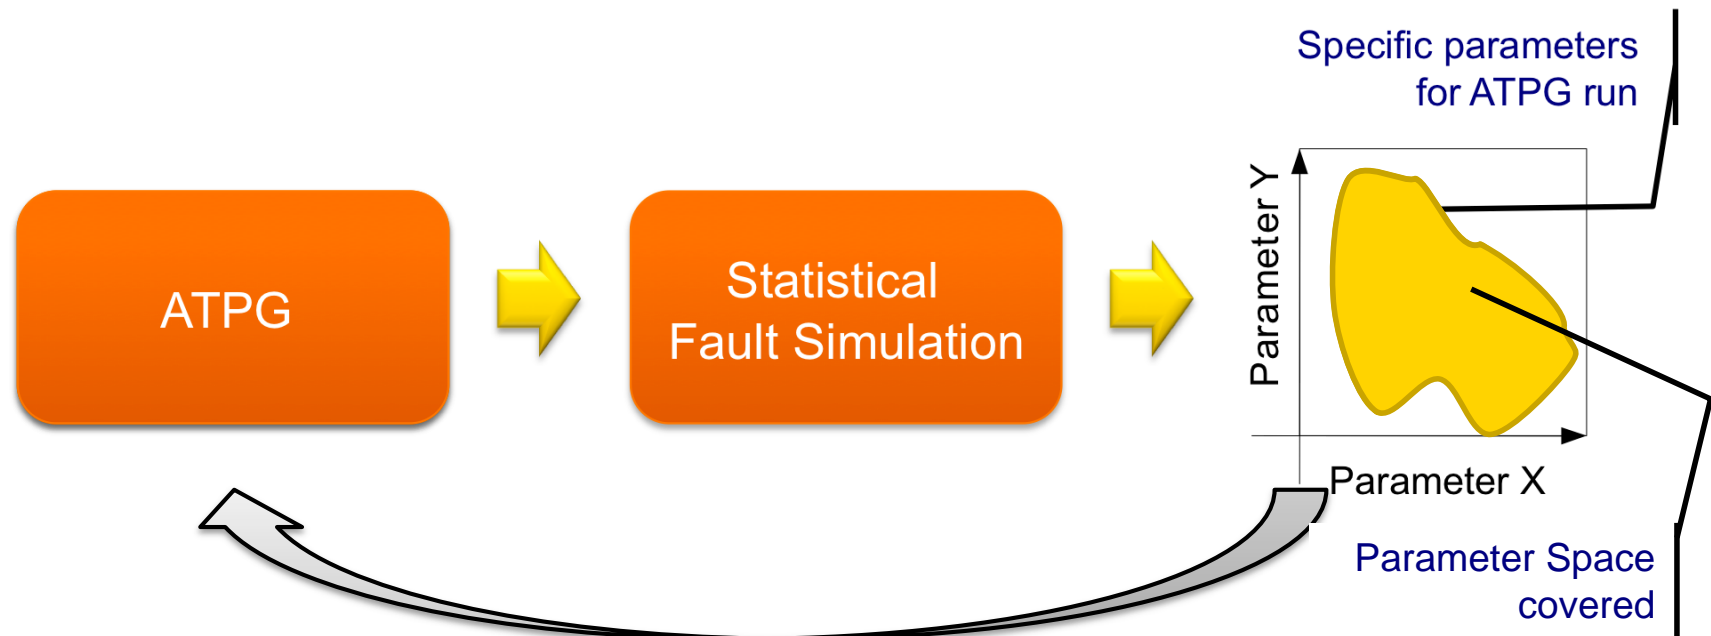 Specific parameters
for ATPG run
ATPG
Statistical
Fault Simulation
Parameter Y
Parameter X
Parameter Space
covered